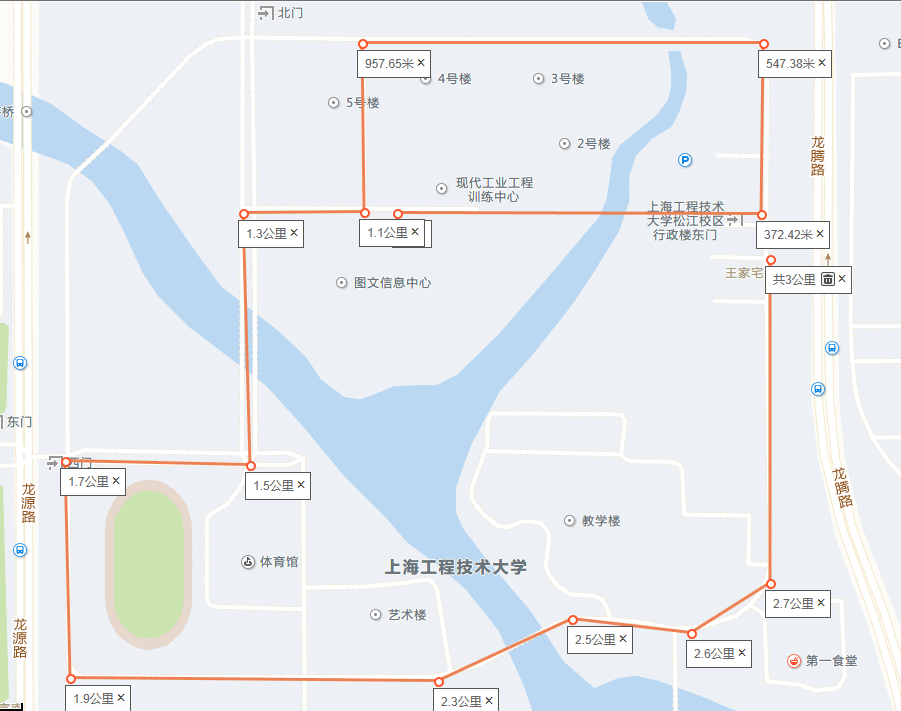 北门
957.65米
547.38米
4号楼
3号楼
5号楼
桥
2号楼
龙腾路
P
现代工业工程
训练中心
上海工程技术
大学松江校区
行政楼东门
1.3公里
1.1公里
372.42米
王家宅
共3公里
图文信息中心
东门
西门
1.7公里
1.5公里
龙源路
龙腾路
教学楼
体育馆
上海工程技术大学
2.7公里
艺术楼
龙源路
2.5公里
2.6公里
第一食堂
1.9公里
2.3公里